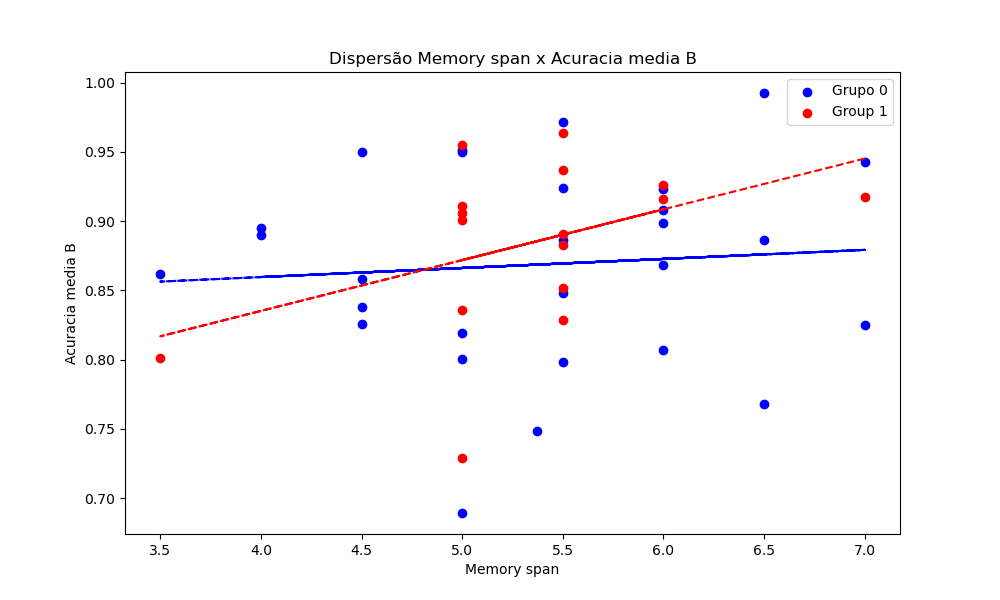 Dispersão Memory span x Acuracia media B
Grupo 0
Group 1
Acuracia media B
1.00
0.95
0.90
0.85
0.80
0.75
0.70
3.5 4.0 4.5 5.0 5.5 6.0 6.5 7.0
Memory span